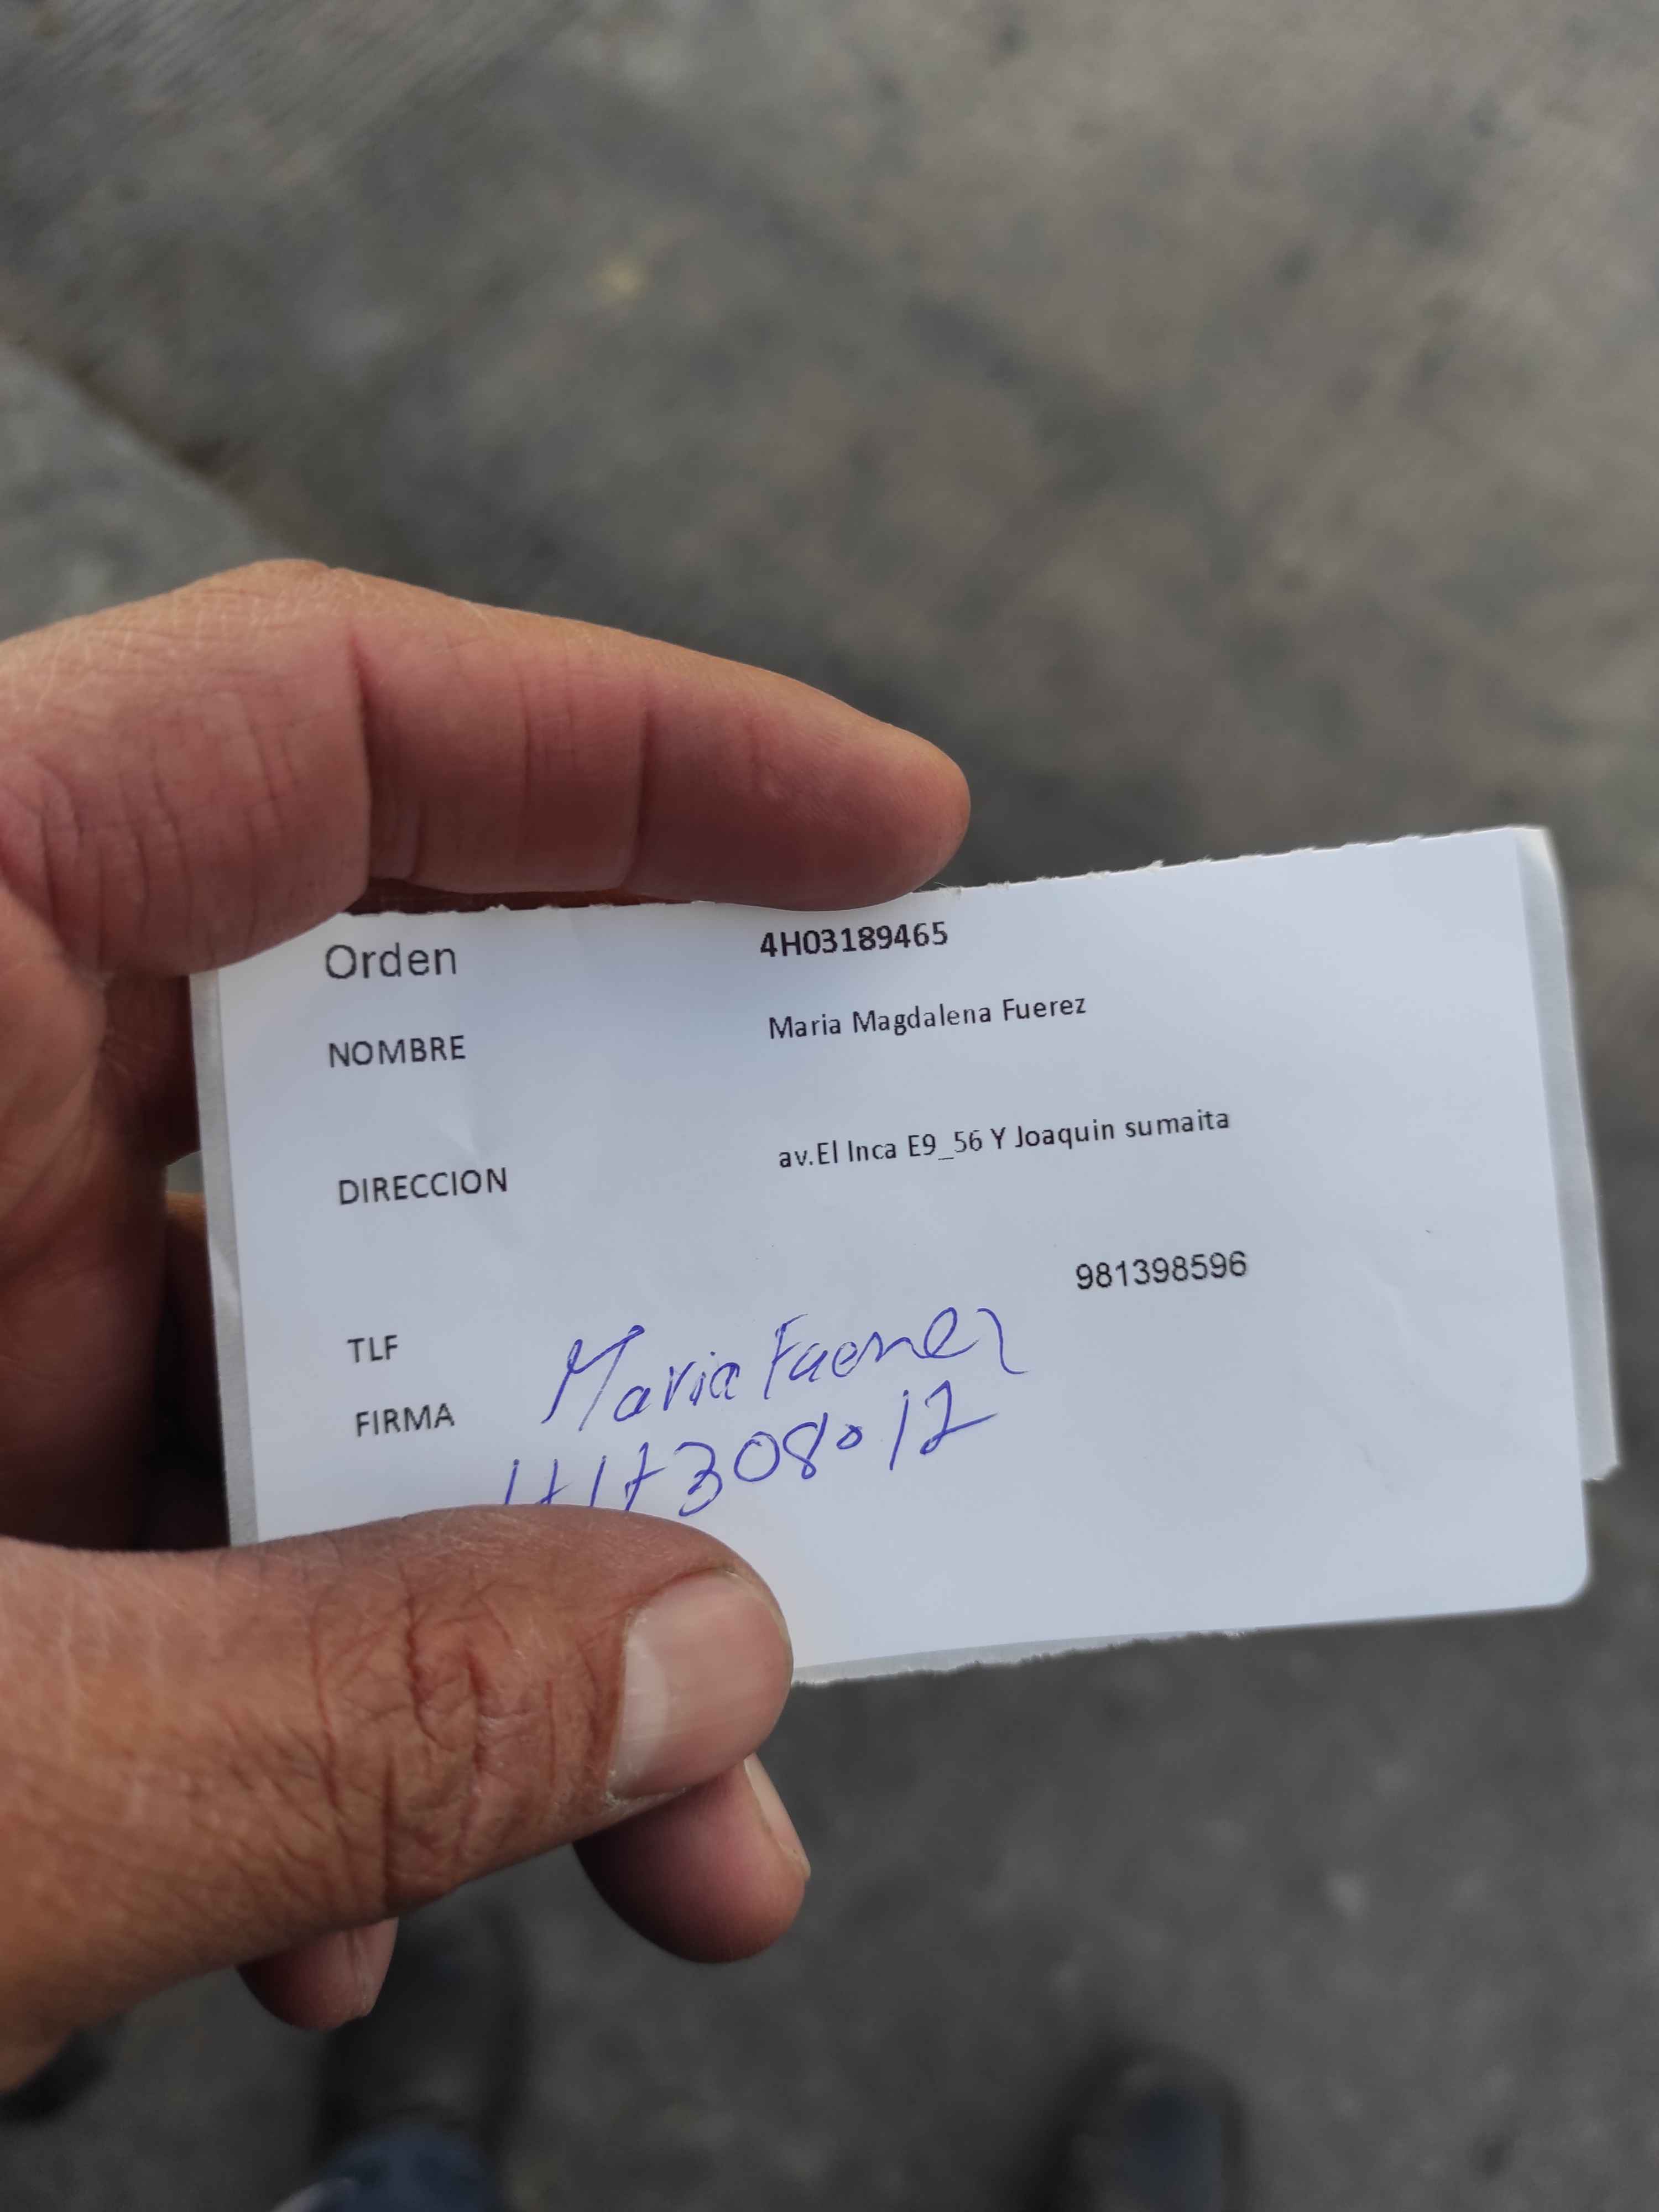 Orden 4H03189465
NOMBRE Maria Magdalena Fuerez
DIRECCION av.El Inca E9_56 Y Joaquin sumaita
TLF 981398596
FIRMA Maria Fuerez